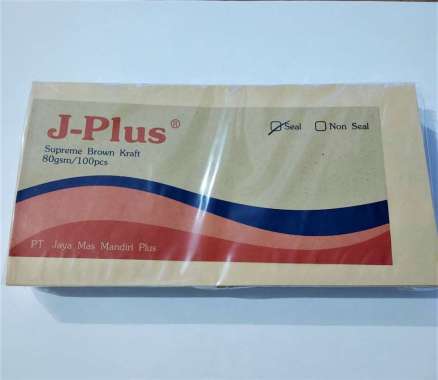 J-Plus®
Seal
Non Seal
Supreme Brown Kraft
80gsm/100pcs
PT. Jaya Mas Mandiri Plus